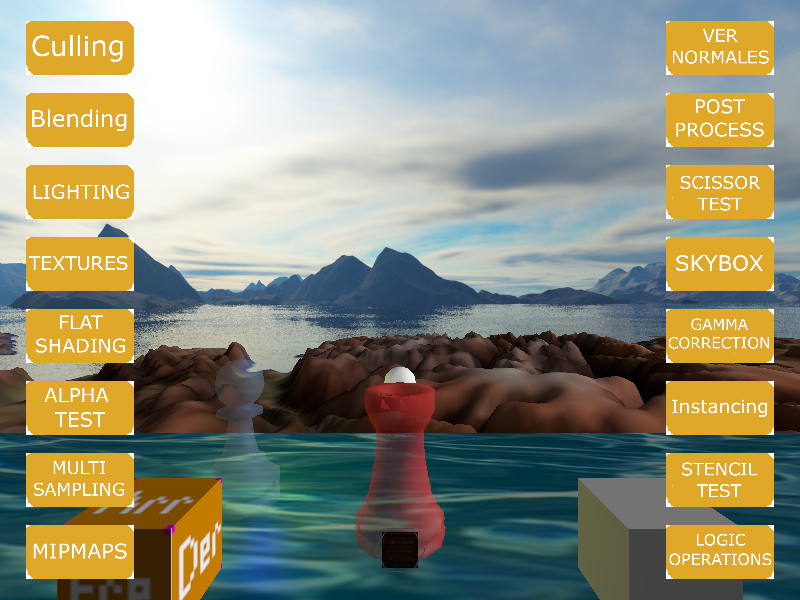 Culling
Blending
LIGHTING
TEXTURES
FLAT
SHADING
ALPHA
TEST
MULTI
SAMPLING
MIPMAPS
VER
NORMALES
POST
PROCESS
SCISSOR
TEST
SKYBOX
GAMMA
CORRECTION
Instancing
STENCIL
TEST
LOGIC
OPERATIONS
Der